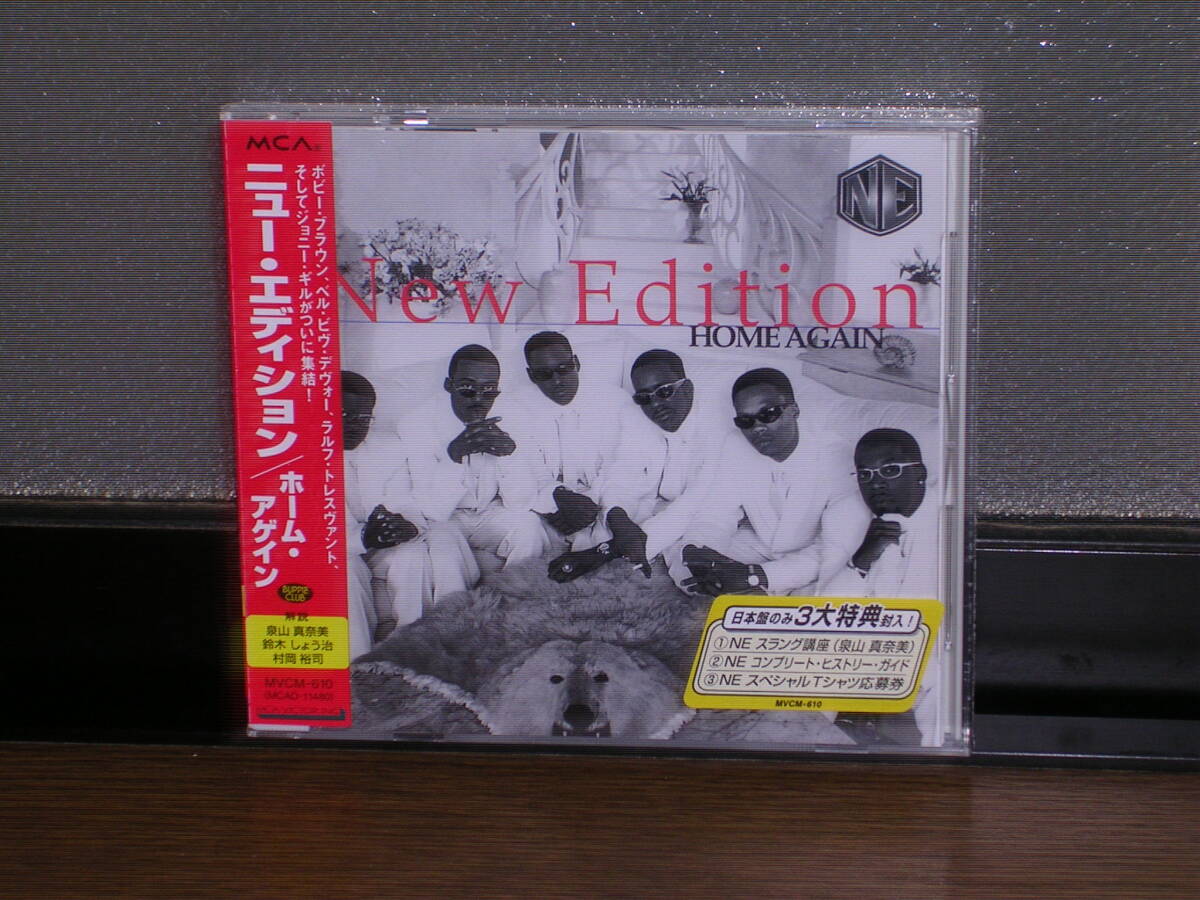 MCA
ボビー・ブラウン、ベル・ビヴ・デヴォー、ラルフ・トレスヴァント、
そしてジョニー・ギルがついに集結！
ニュー・エディション／ホーム・
アゲイン
BUPPIE
CLUB
解説
泉山 真奈美
鈴木 しょう治
村岡 裕司
MVCM-610
(MCAD-11480)
NE
New Edition
HOME AGAIN
日本盤のみ3大特典封入！
①NE スラング講座（泉山 真奈美）
②NE コンプリート・ヒストリー・ガイド
③NE スペシャルTシャツ応募券
MVCM-610